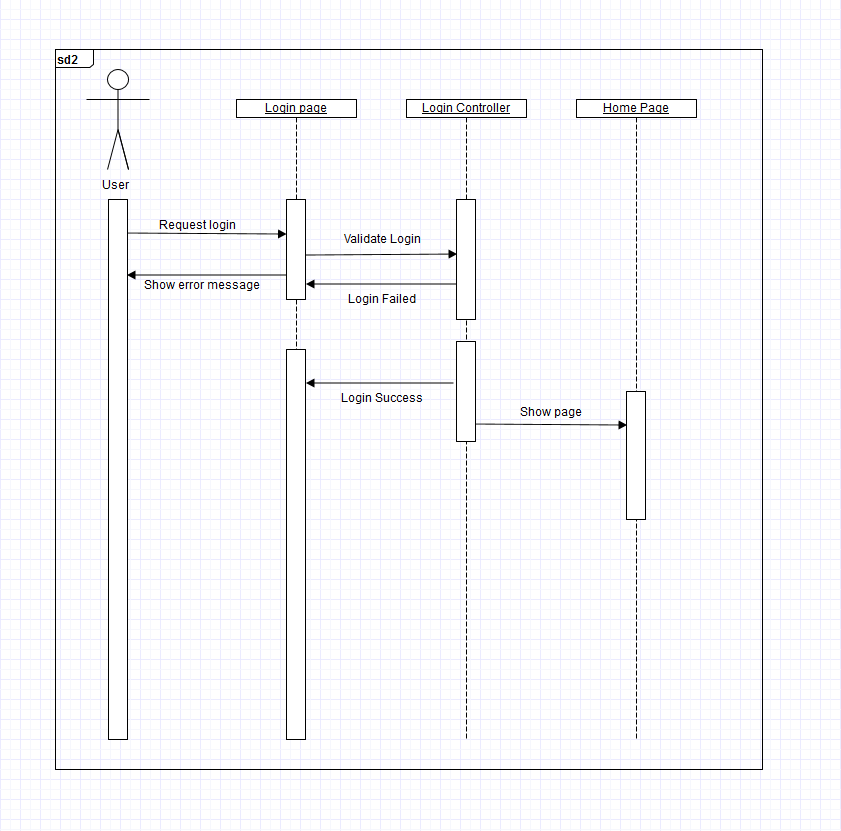 sd2
Login page
Login Controller
Home Page
User
Request login
Validate Login
Show error message
Login Failed
Login Success
Show page